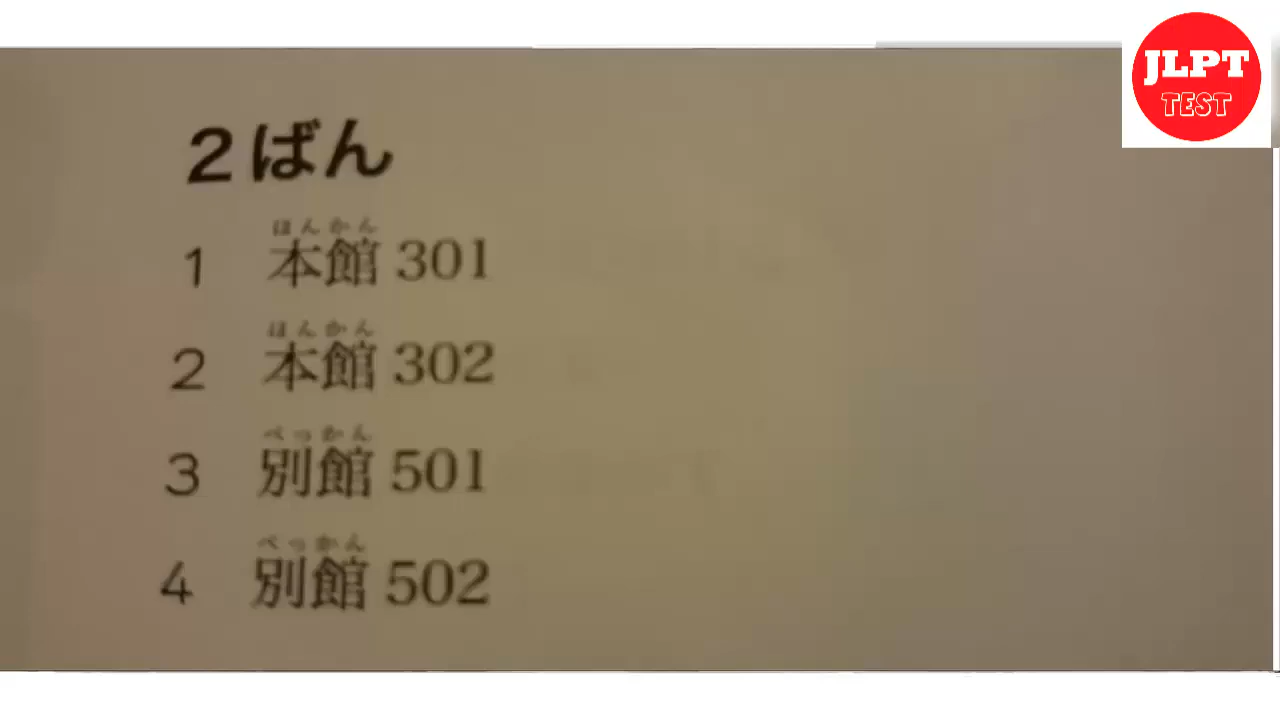 JLPT
TEST
2ばん
ほんかん
1 本館 301
ほんかん
2 本館 302
べっかん
3 別館 501
べっかん
4 別館 502